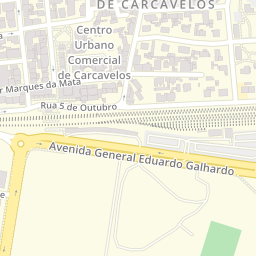 DE CARCAVELOS
Centro
Urbano
Comercial
de Carcavelos
r Marques da Mata
Rua 5 de Outubro
Avenida General Eduardo Galhardo
e